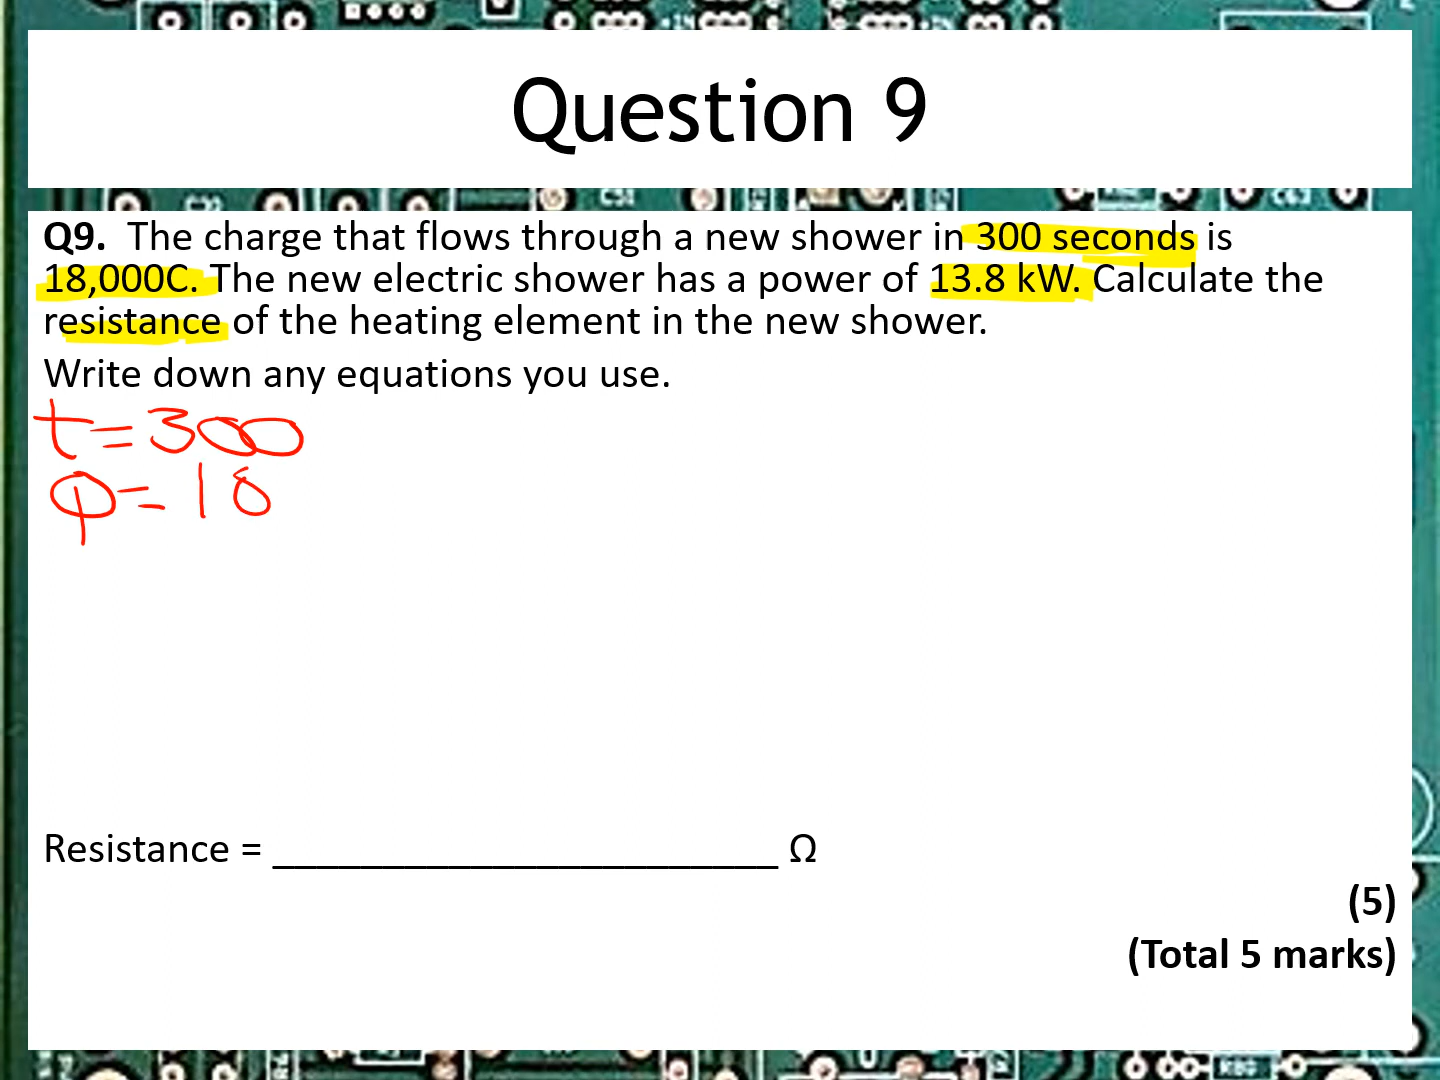 Question 9
Q9. The charge that flows through a new shower in 300 seconds is
18,000C. The new electric shower has a power of 13.8 kW. Calculate the
resistance of the heating element in the new shower.
Write down any equations you use.
t=300
Q=18
Resistance = _______________________ Ω
(5)
(Total 5 marks)